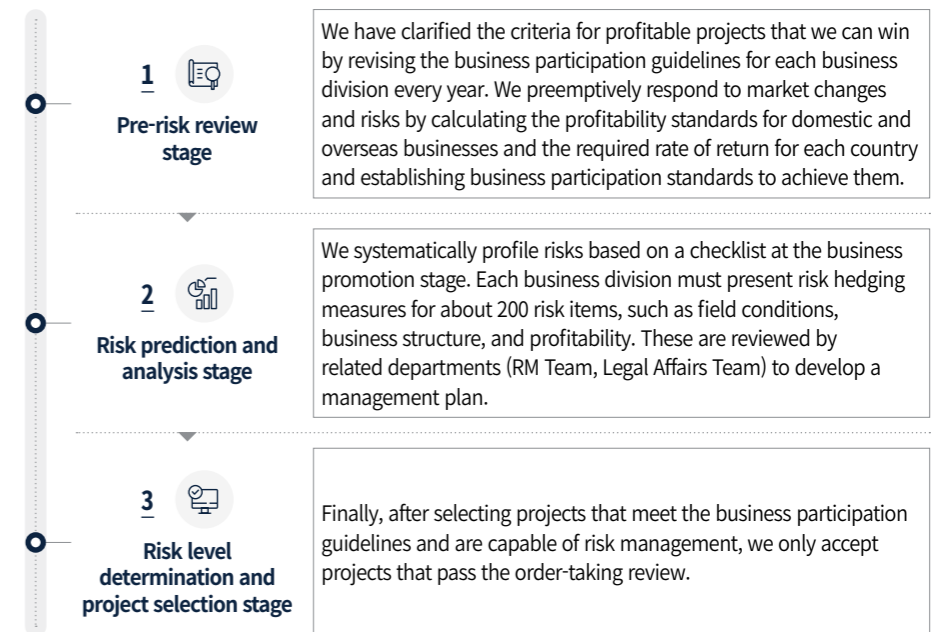 1
Pre-risk review
stage
We have clarified the criteria for profitable projects that we can win
by revising the business participation guidelines for each business
division every year. We preemptively respond to market changes
and risks by calculating the profitability standards for domestic and
overseas businesses and the required rate of return for each country
and establishing business participation standards to achieve them.
2
Risk prediction and
analysis stage
We systematically profile risks based on a checklist at the business
promotion stage. Each business division must present risk hedging
measures for about 200 risk items, such as field conditions,
business structure, and profitability. These are reviewed by
related departments (RM Team, Legal Affairs Team) to develop a
management plan.
3
Risk level
determination and
project selection stage
Finally, after selecting projects that meet the business participation
guidelines and are capable of risk management, we only accept
projects that pass the order-taking review.